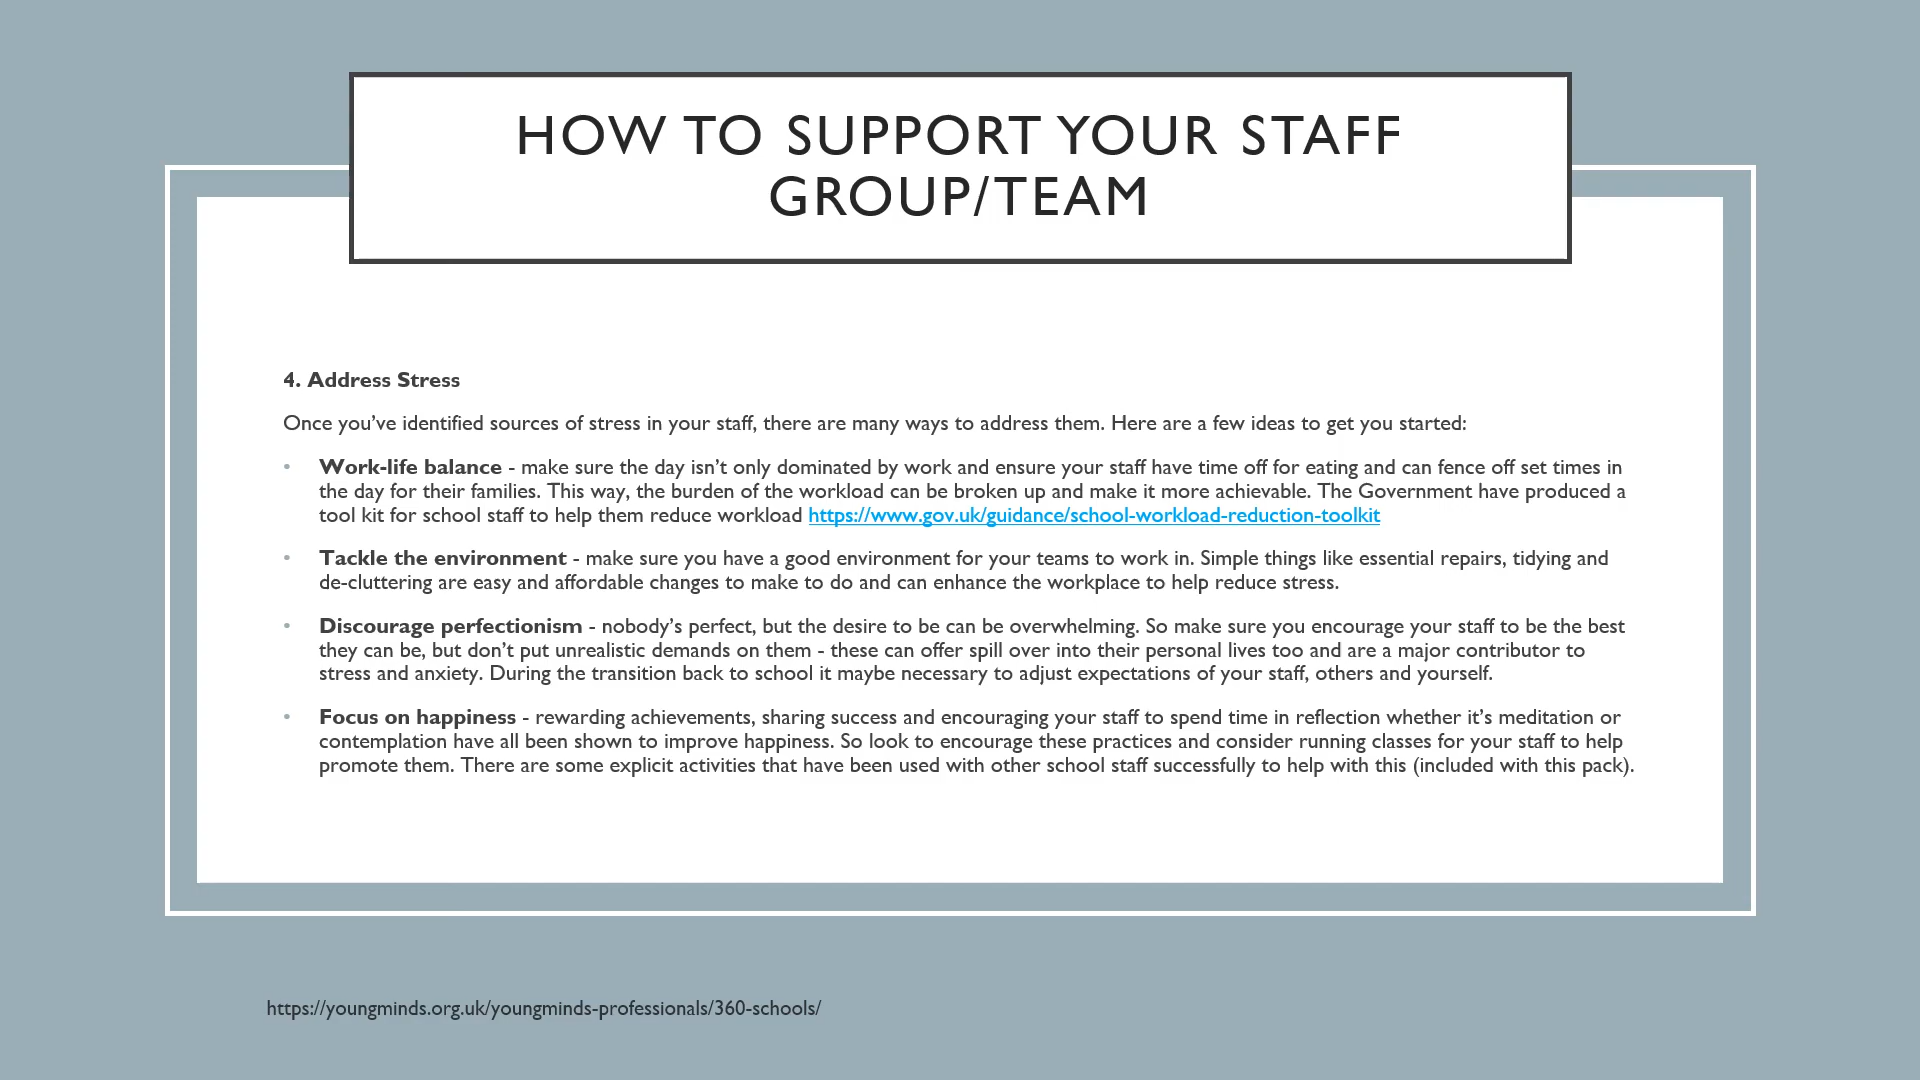 HOW TO SUPPORT YOUR STAFF
GROUP/TEAM
4. Address Stress
Once you’ve identified sources of stress in your staff, there are many ways to address them. Here are a few ideas to get you started:
• Work-life balance - make sure the day isn’t only dominated by work and ensure your staff have time off for eating and can fence off set times in
the day for their families. This way, the burden of the workload can be broken up and make it more achievable. The Government have produced a
tool kit for school staff to help them reduce workload https://www.gov.uk/guidance/school-workload-reduction-toolkit
• Tackle the environment - make sure you have a good environment for your teams to work in. Simple things like essential repairs, tidying and
de-cluttering are easy and affordable changes to make to do and can enhance the workplace to help reduce stress.
• Discourage perfectionism - nobody’s perfect, but the desire to be can be overwhelming. So make sure you encourage your staff to be the best
they can be, but don’t put unrealistic demands on them - these can offer spill over into their personal lives too and are a major contributor to
stress and anxiety. During the transition back to school it maybe necessary to adjust expectations of your staff, others and yourself.
• Focus on happiness - rewarding achievements, sharing success and encouraging your staff to spend time in reflection whether it’s meditation or
contemplation have all been shown to improve happiness. So look to encourage these practices and consider running classes for your staff to help
promote them. There are some explicit activities that have been used with other school staff successfully to help with this (included with this pack).
https://youngminds.org.uk/youngminds-professionals/360-schools/